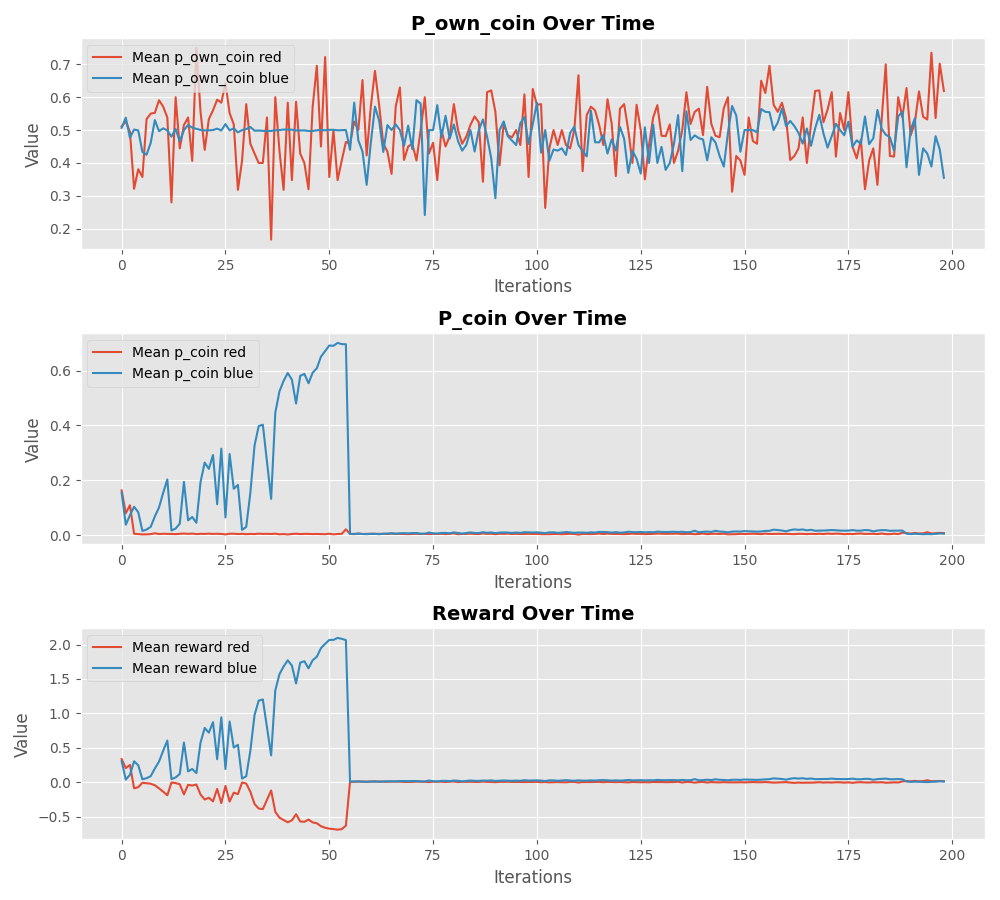 P_own_coin Over Time
Mean p_own_coin red
Mean p_own_coin blue
Value
0.7
0.6
0.5
0.4
0.3
0.2
0 25 50 75 100 125 150 175 200
Iterations
P_coin Over Time
Mean p_coin red
Mean p_coin blue
Value
0.6
0.4
0.2
0.0
0 25 50 75 100 125 150 175 200
Iterations
Reward Over Time
Mean reward red
Mean reward blue
Value
2.0
1.5
1.0
0.5
0.0
−0.5
0 25 50 75 100 125 150 175 200
Iterations